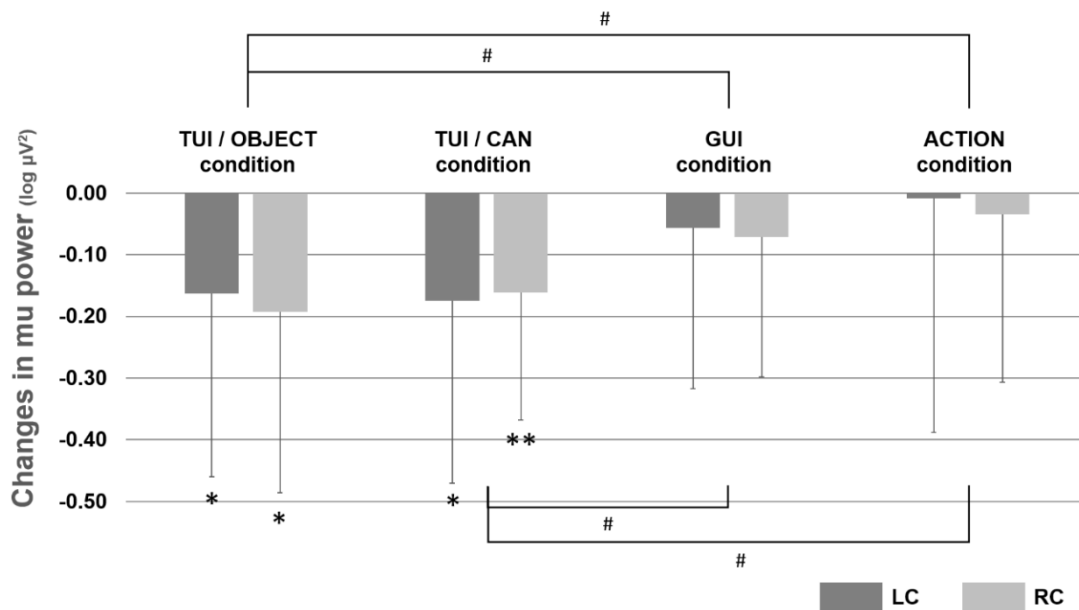 #
#
TUI / OBJECT
condition
TUI / CAN
condition
GUI
condition
ACTION
condition
Changes in mu power (log µV²)
0.00
-0.10
-0.20
-0.30
-0.40
-0.50
*
*
*
**
#
#
LC
RC